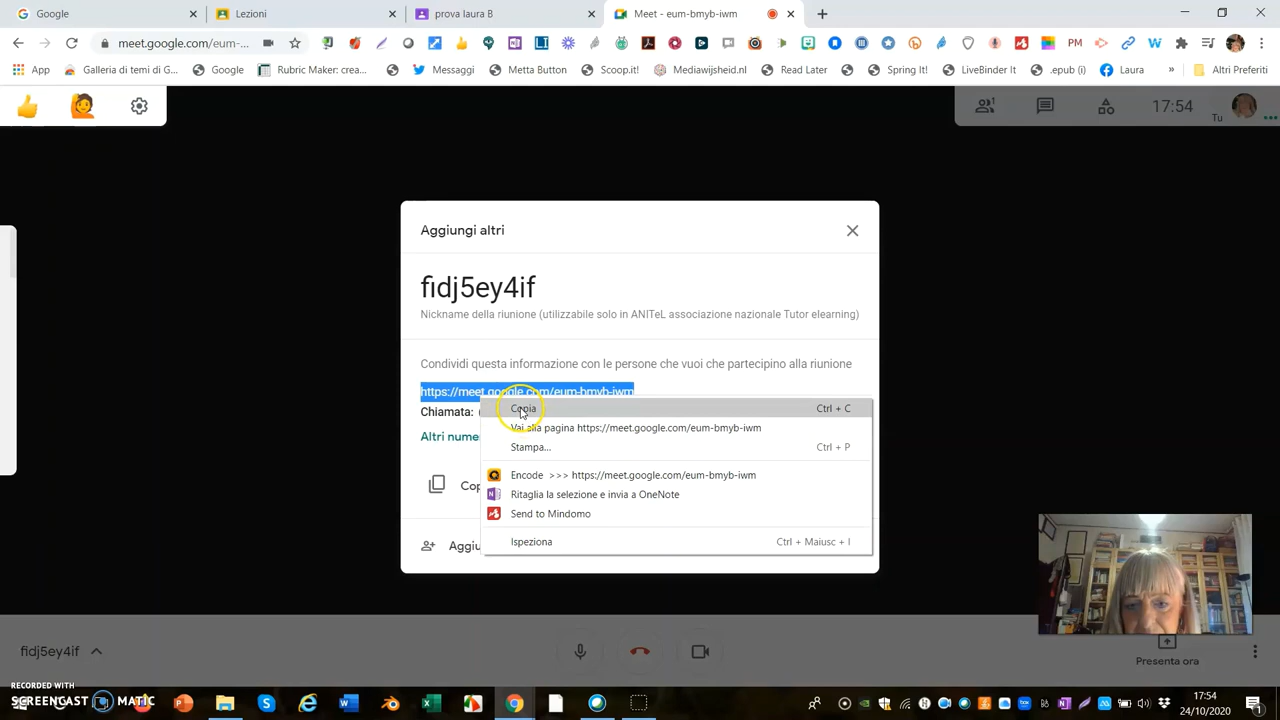 Google
Lezioni
prova laura B
Meet - eum-bmyb-iwm
meet.google.com/eum-...
App
Galleria di temi di G...
Google
Rubric Maker: crea...
Messaggi
Metta Button
Scoop.it!
Mediawijsheid.nl
Read Later
Spring It!
LiveBinder It
.epub (i)
Laura
»
Altri Preferiti
1
17:54
Tu
Aggiungi altri
fidj5ey4if
Nickname della riunione (utilizzabile solo in ANITeL associazione nazionale Tutor elearning)
Condividi questa informazione con le persone che vuoi che partecipino alla riunione
https://meet.google.com/eum-bmyb-iwm
Chiamata: (
Altri nume
Cop
Aggiu
Copia Ctrl + C
Vai alla pagina https://meet.google.com/eum-bmyb-iwm
Stampa... Ctrl + P
Encode >>> https://meet.google.com/eum-bmyb-iwm
Ritaglia la selezione e invia a OneNote
Send to Mindomo
Ispeziona Ctrl + Maiusc + I
fidj5ey4if
Presenta ora
RECORDED WITH
SCREENCAST MATIC
17:54
24/10/2020